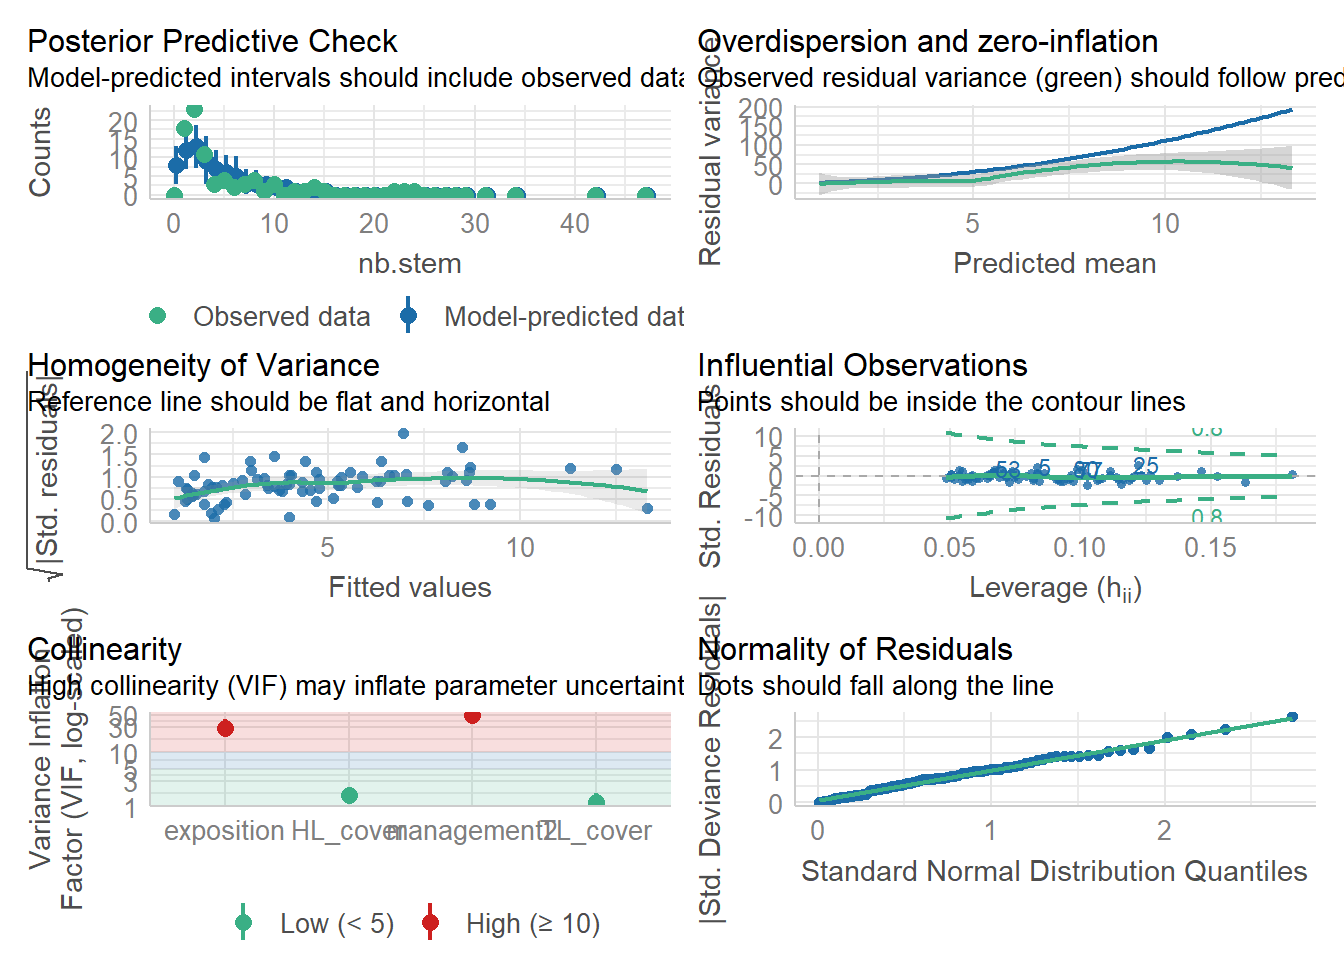 Posterior Predictive Check
Model-predicted intervals should include observed data
Counts
20
15
10
5
0
0 10 20 30 40
nb.stem
Observed data Model-predicted dat
Overdispersion and zero-inflation
Observed residual variance (green) should follow pred
Residual variance
200
150
100
50
0
5 10
Predicted mean
Homogeneity of Variance
Reference line should be flat and horizontal
√|Std. residuals|
2.0
1.5
1.0
0.5
0.0
5 10
Fitted values
Influential Observations
Points should be inside the contour lines
Std. Residuals
10
5
0
-5
-10
0.8
53 5 25
0.8
0.00 0.05 0.10 0.15
Leverage (hii)
Collinearity
High collinearity (VIF) may inflate parameter uncertaint
Variance Inflation
Factor (VIF, log-scaled)
50
30
10
5
3
1
exposition HL_cover management2 TL_cover
Low (< 5) High (≥ 10)
Normality of Residuals
Dots should fall along the line
|Std. Deviance Residuals|
2
1
0
0 1 2
Standard Normal Distribution Quantiles